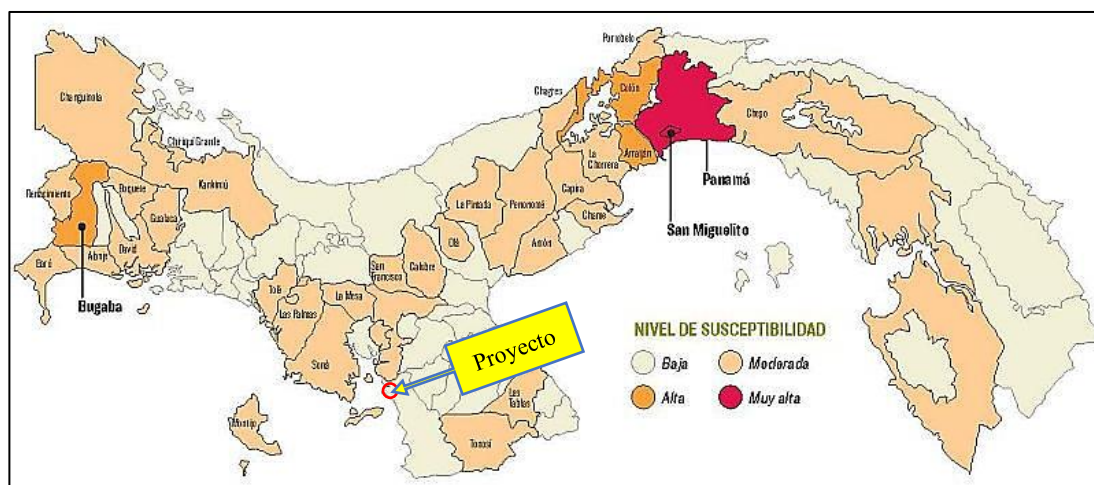 Portobelo
Changuinola
Chagres
Colón
Chepo
Chiriquí Grante
Kankintú
La Chorrera
Arraiján
Panamá
Renacimiento
Boquete
Gualaca
La Pintada
Penonomé
Capira
Chame
San Miguelito
Barú
Alanje
David
Olá
Antón
San Francisco
Calobre
Bugaba
Tolé
La Mesa
Las Palmas
Soná
Proyecto
NIVEL DE SUSCEPTIBILIDAD
Baja
Moderada
Alta
Muy alta
Las Tablas
Montijo
Tonosí